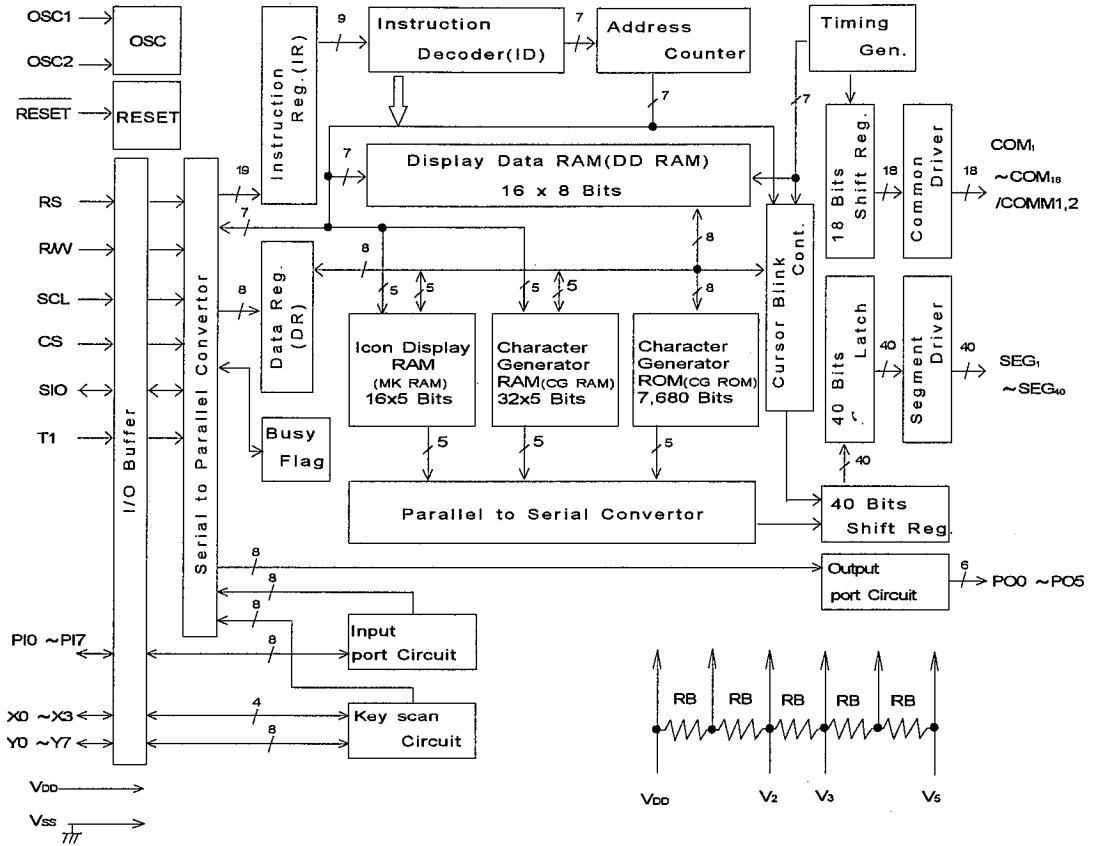 OSC1
OSC2
OSC
RESET
RESET
Instruction
Reg.(IR)
9
Instruction
Decoder(ID)
7
Address
Counter
Timing
Gen.
7
7
7
19
7
8
Display Data RAM(DD RAM)
16 x 8 Bits
18 Bits
Shift Reg.
18
Common
Driver
18
COM1
~COM18
/COMM1,2
RS
R/W
SCL
CS
SIO
T1
I/O Buffer
Serial to Parallel Convertor
Data Reg.
(DR)
8
5
5
5
5
8
8
Cursor Blink
Cont.
Icon Display
RAM
(MK RAM)
16x5 Bits
Character
Generator
RAM(CG RAM)
32x5 Bits
Character
Generator
ROM(CG ROM)
7,680 Bits
40 Bits
Latch
40
Segment
Driver
40
SEG1
~SEG40
Busy
Flag
5
5
5
40
Parallel to Serial Convertor
40 Bits
Shift Reg.
8
Output
port Circuit
6
PO0 ~PO5
8
8
PI0 ~PI7
8
Input
port Circuit
X0 ~X3
4
Y0 ~Y7
8
Key scan
Circuit
RB
RB
RB
RB
RB
VDD
V2
V3
V5
VDD
VSS